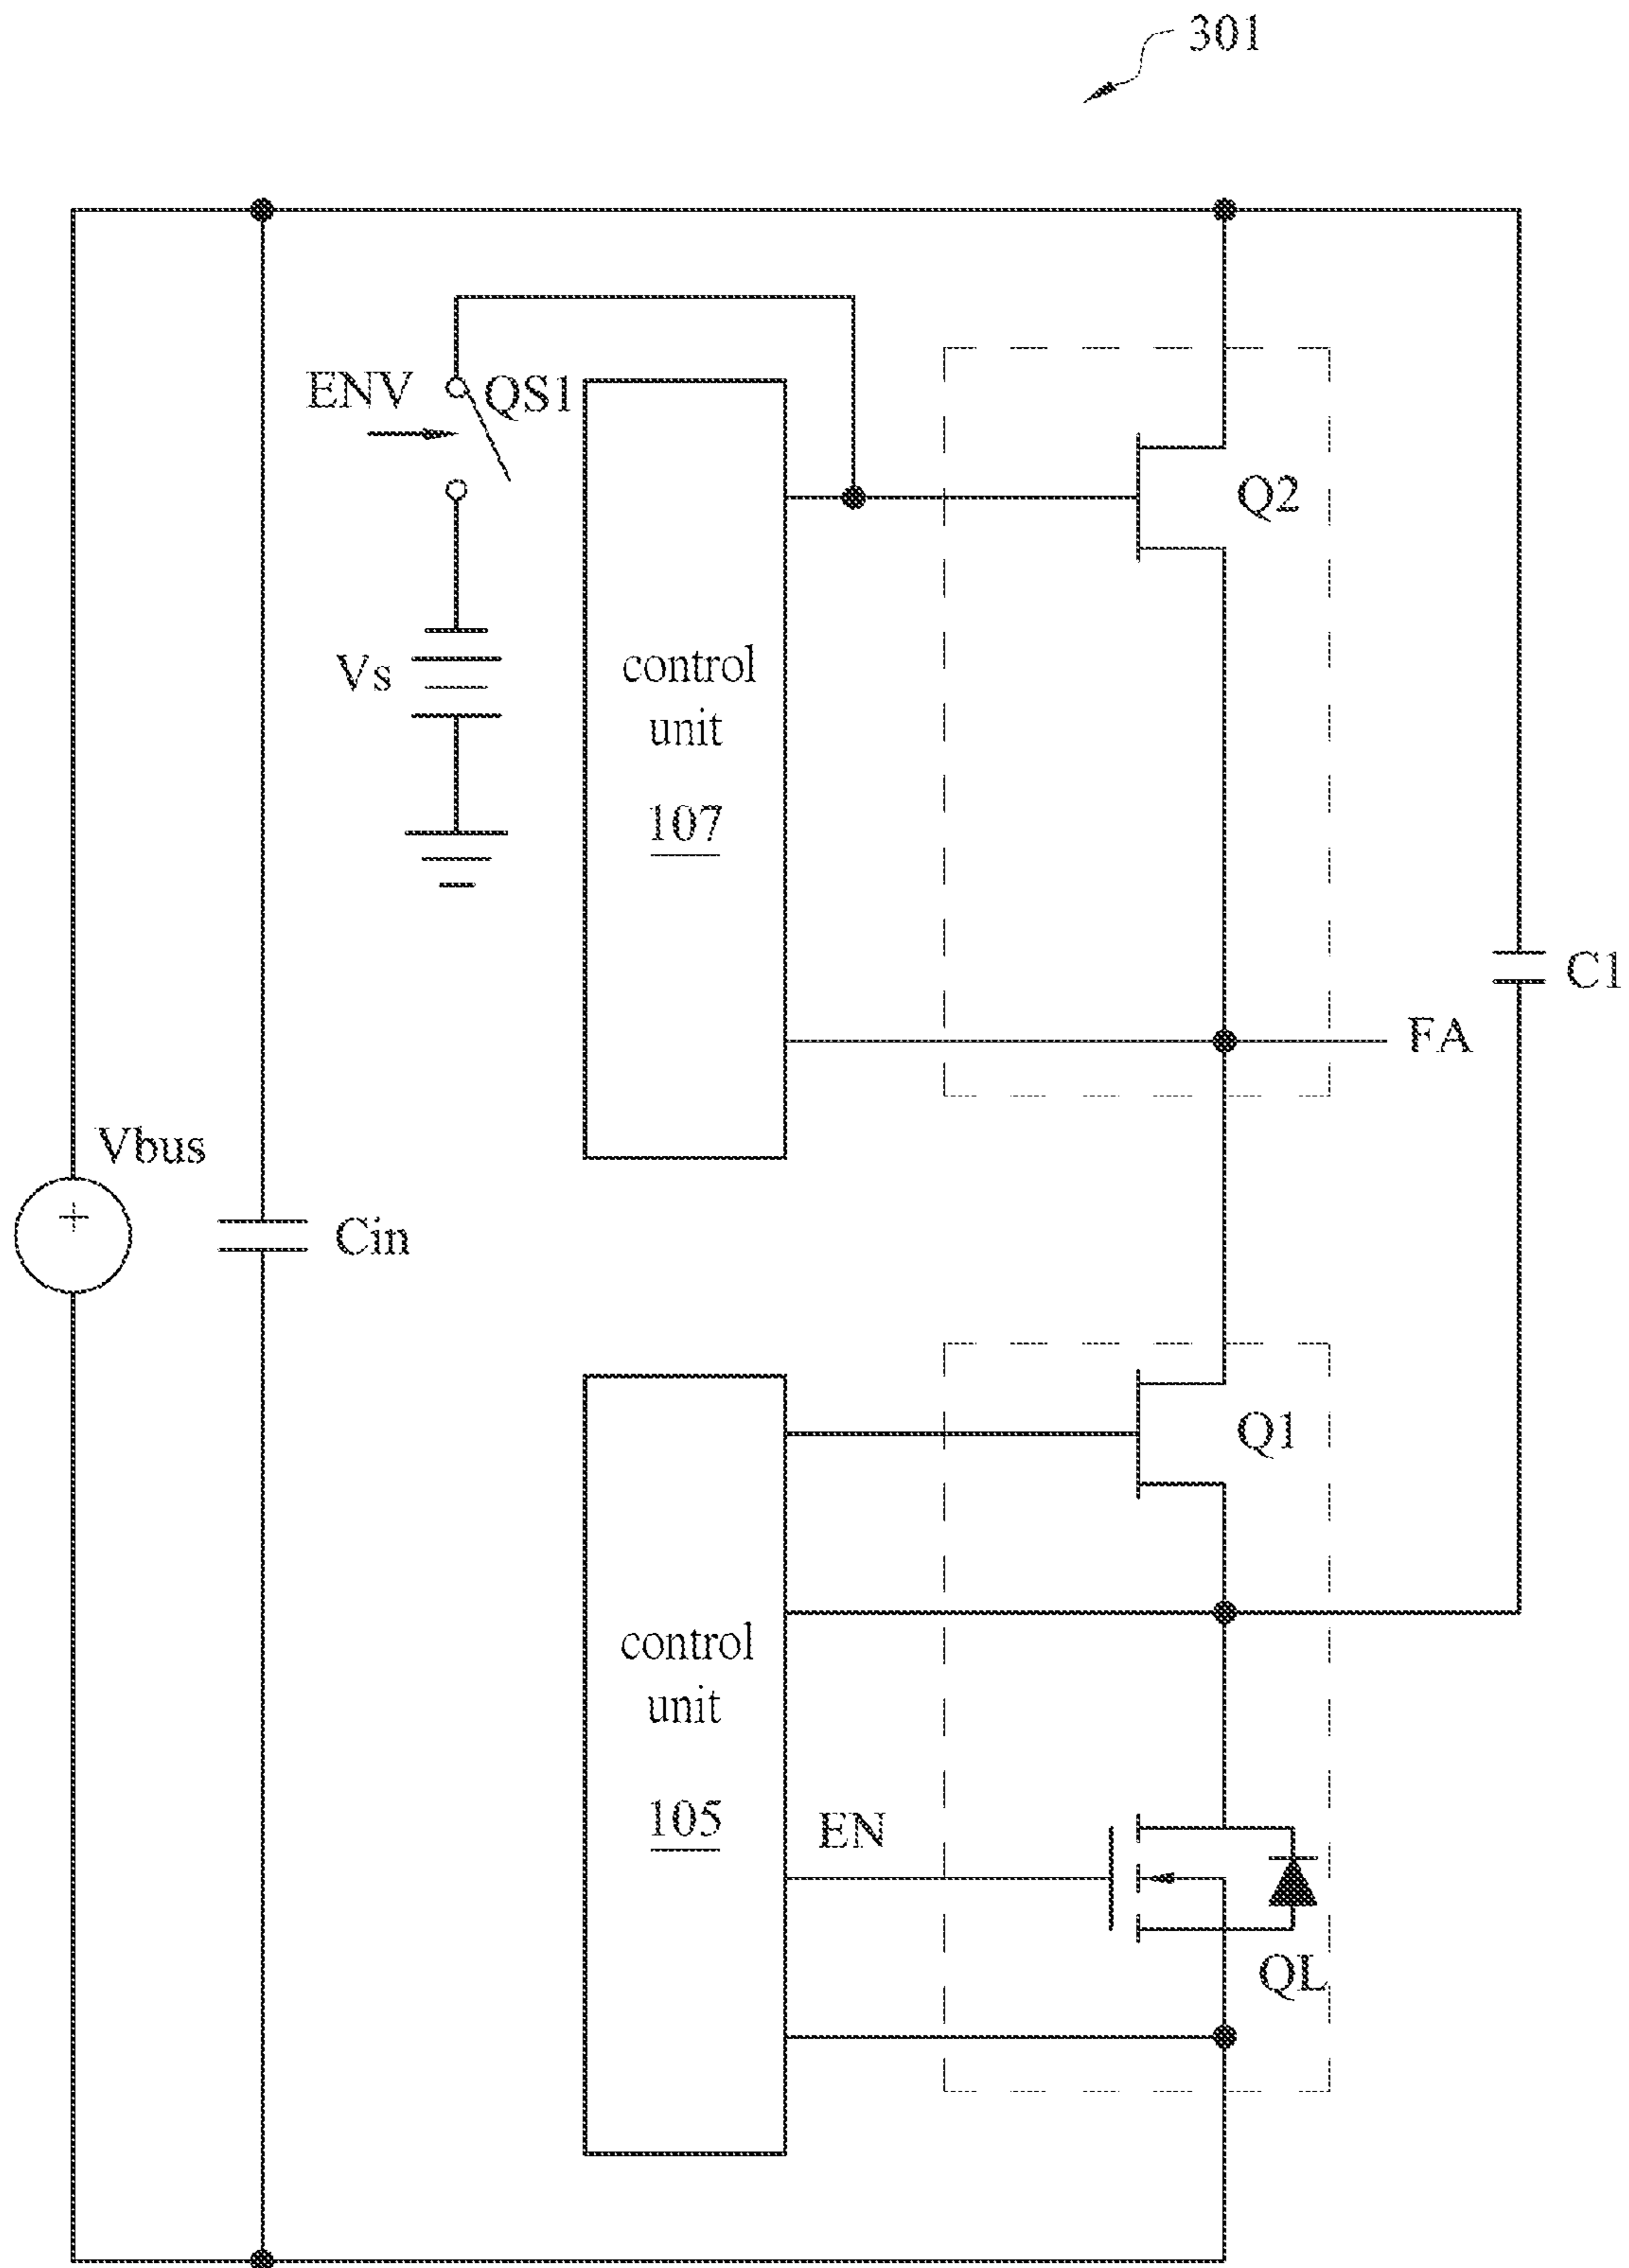 301
ENV
QS1
Q2
Vs
control
unit
107
C1
FA
Vbus
+
Cin
Q1
control
unit
105
EN
QL